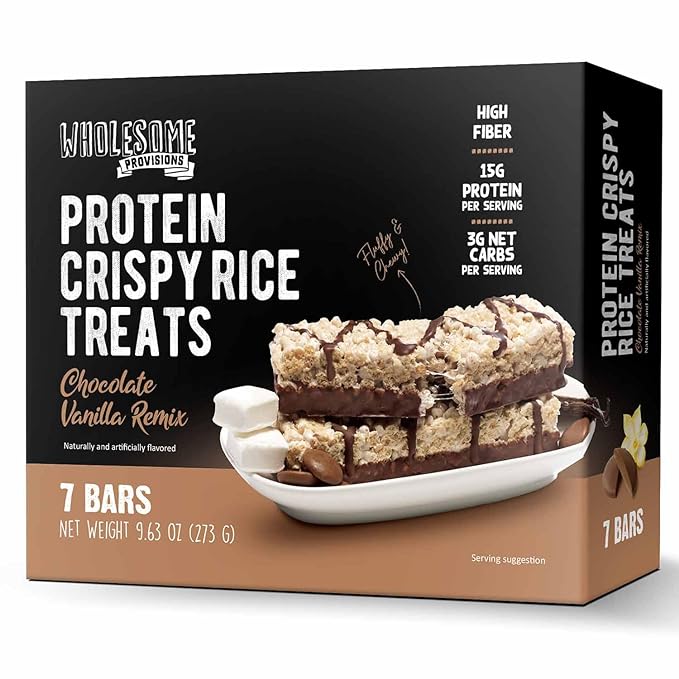 WHOLESOME
PROVISIONS
PROTEIN
CRISPY RICE
TREATS
Chocolate
Vanilla Remix
Naturally and artificially flavored
7 BARS
NET WEIGHT 9.63 OZ (273 G)
HIGH
FIBER
15G
PROTEIN
PER SERVING
3G NET
CARBS
PER SERVING
Fluffy &
Chewy!
Serving suggestion
PROTEIN CRISPY
RICE TREATS
Chocolate Vanilla Remix
Naturally and artificially flavored
7 BARS